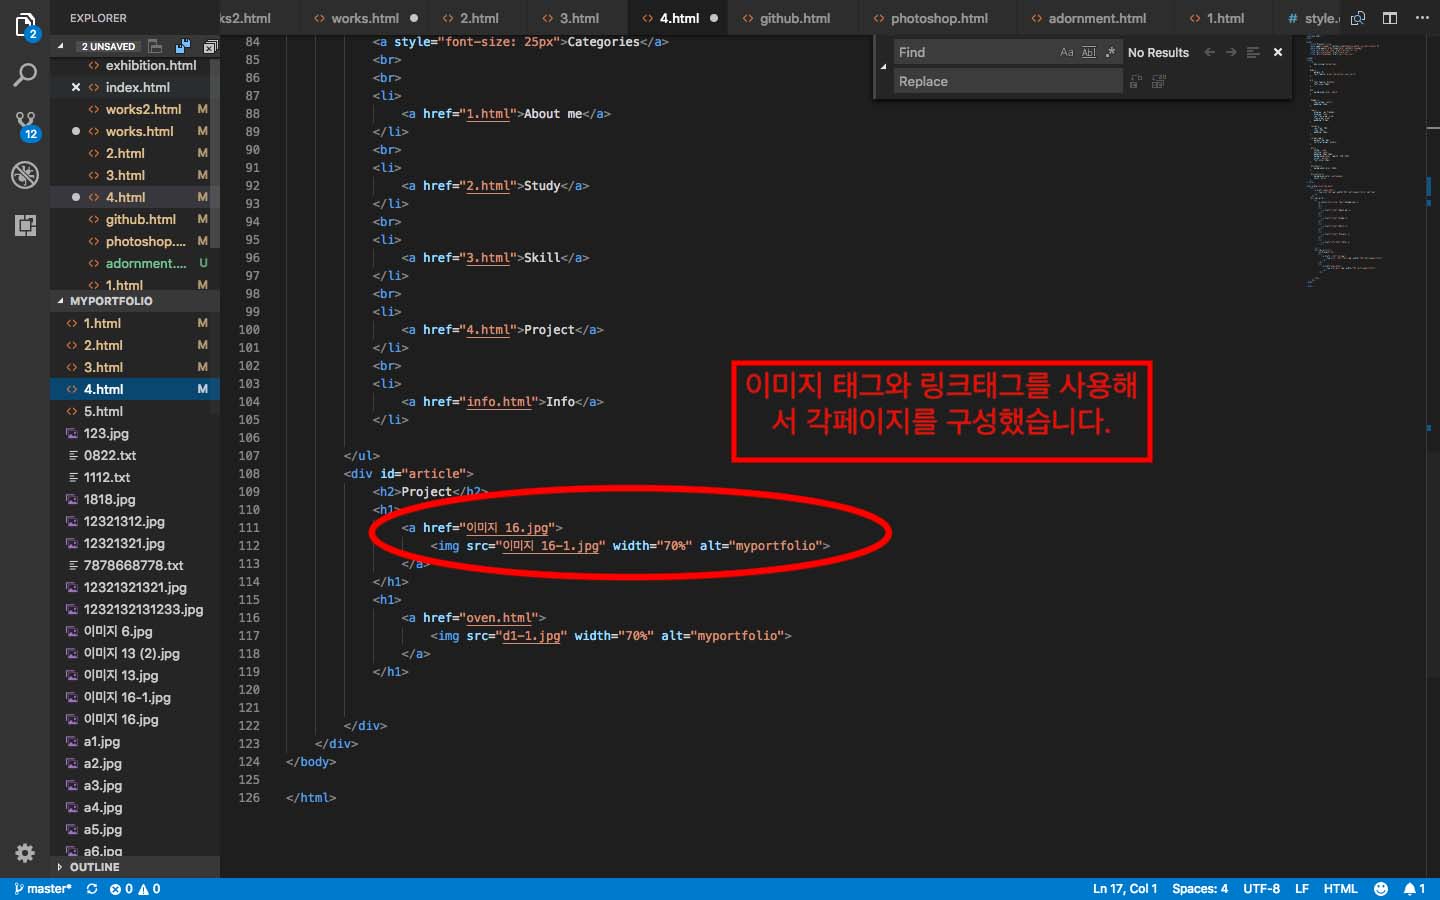 EXPLORER
ks2.html
works.html
2.html
3.html
4.html
github.html
photoshop.html
adornment.html
1.html
# style.c
2
2 UNSAVED
exhibition.html
index.html
works2.html M
works.html M
2.html M
3.html M
4.html M
github.html M
photoshop.... M
adornment.... U
1.html M
12
MYPORTFOLIO
1.html M
2.html M
3.html M
4.html M
5.html
123.jpg
0822.txt
1112.txt
1818.jpg
12321312.jpg
12321321.jpg
7878668778.txt
12321321321.jpg
1232132131233.jpg
이미지 6.jpg
이미지 13 (2).jpg
이미지 13.jpg
이미지 16-1.jpg
이미지 16.jpg
a1.jpg
a2.jpg
a3.jpg
a4.jpg
a5.jpg
a6.jpg
OUTLINE
84 <a style="font-size: 25px">Categories</a>
85 <br>
86 <br>
87 <li>
88 <a href="1.html">About me</a>
89 </li>
90 <br>
91 <li>
92 <a href="2.html">Study</a>
93 </li>
94 <br>
95 <li>
96 <a href="3.html">Skill</a>
97 </li>
98 <br>
99 <li>
100 <a href="4.html">Project</a>
101 </li>
102 <br>
103 <li>
104 <a href="info.html">Info</a>
105 </li>
106
107 </ul>
108 <div id="article">
109 <h2>Project</h2>
110 <h1>
111 <a href="이미지 16.jpg">
112 <img src="이미지 16-1.jpg" width="70%" alt="myportfolio">
113 </a>
114 </h1>
115 <h1>
116 <a href="oven.html">
117 <img src="d1-1.jpg" width="70%" alt="myportfolio">
118 </a>
119 </h1>
120
121
122 </div>
123 </div>
124 </body>
125
126 </html>
Find
Aa Abl .*
No Results
Replace
이미지 태그와 링크태그를 사용해
서 각페이지를 구성했습니다.
master*
0
0
Ln 17, Col 1
Spaces: 4
UTF-8
LF
HTML
1